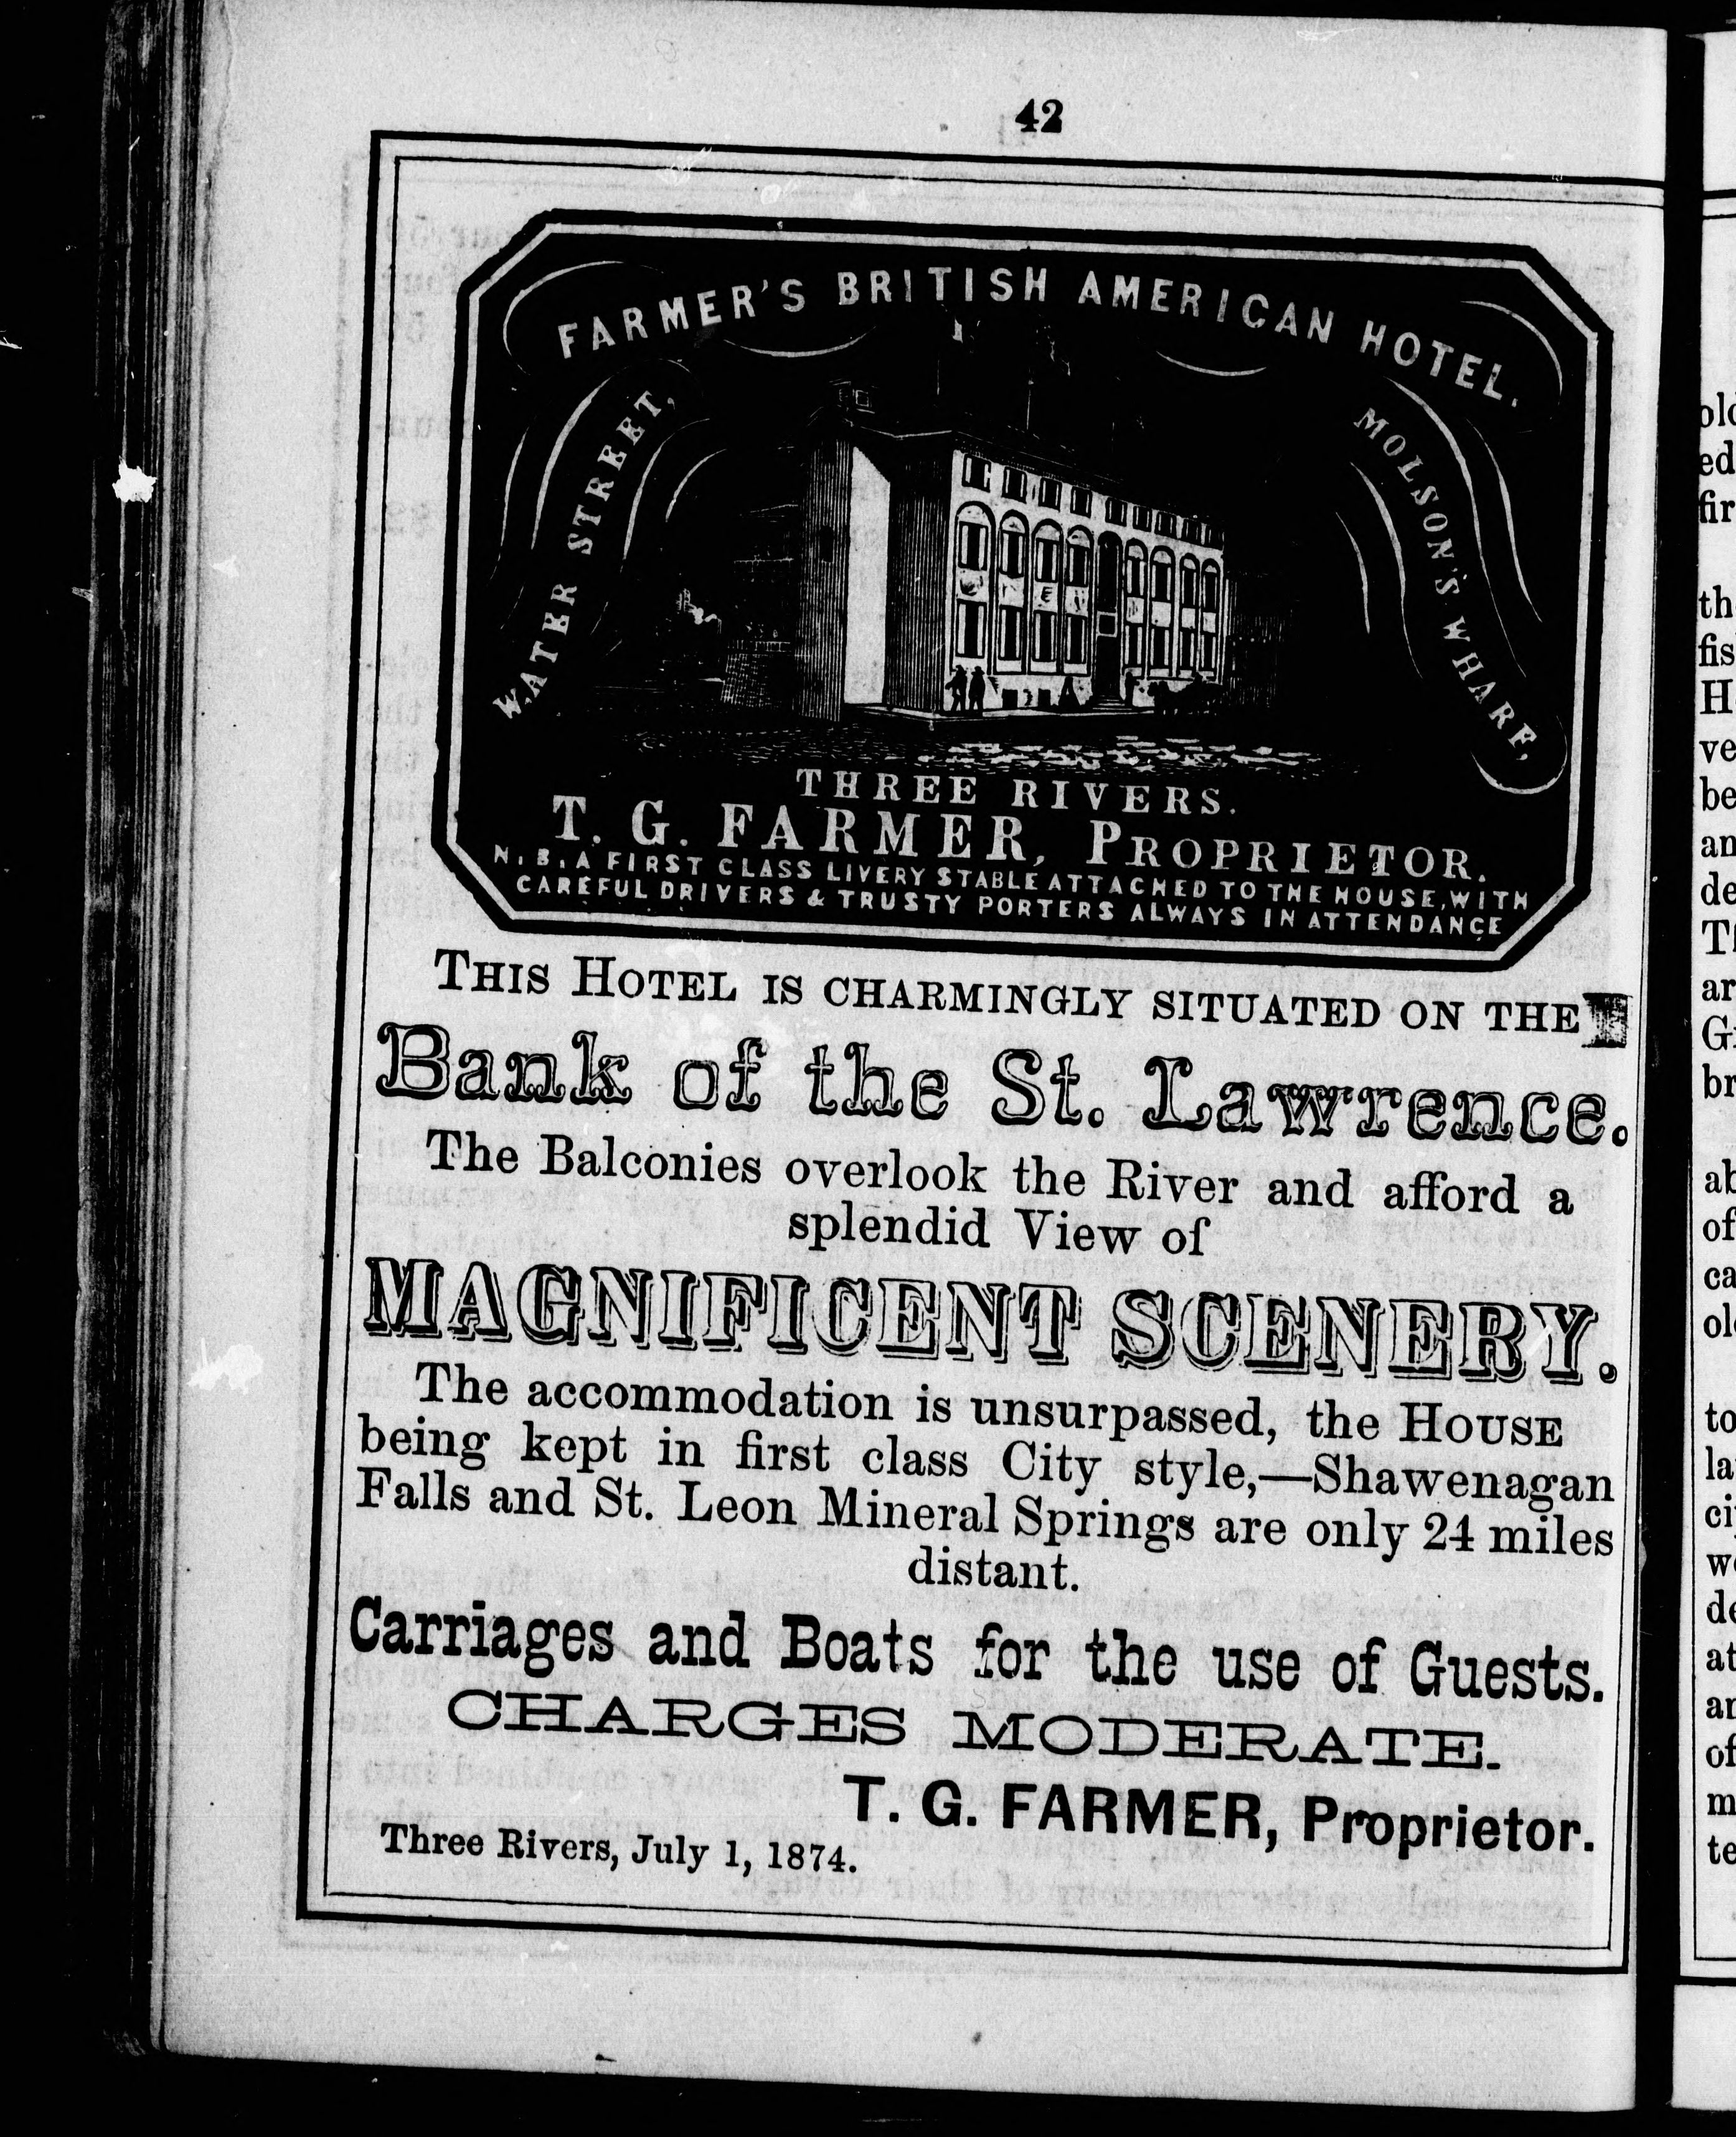 42
FARMER'S BRITISH AMERICAN HOTEL.
WATER STREET,
MOLSON'S WHARF,
THREE RIVERS.
T. G. FARMER, PROPRIETOR.
N.B. A FIRST CLASS LIVERY STABLE ATTACHED TO THE HOUSE, WITH
CAREFUL DRIVERS & TRUSTY PORTERS ALWAYS IN ATTENDANCE
THIS HOTEL IS CHARMINGLY SITUATED ON THE
Bank of the St. Lawrence.
The Balconies overlook the River and afford a
splendid View of
MAGNIFICENT SCENERY.
The accommodation is unsurpassed, the HOUSE
being kept in first class City style,—Shawenagan
Falls and St. Leon Mineral Springs are only 24 miles
distant.
Carriages and Boats for the use of Guests.
CHARGES MODERATE.
T. G. FARMER, Proprietor.
Three Rivers, July 1, 1874.